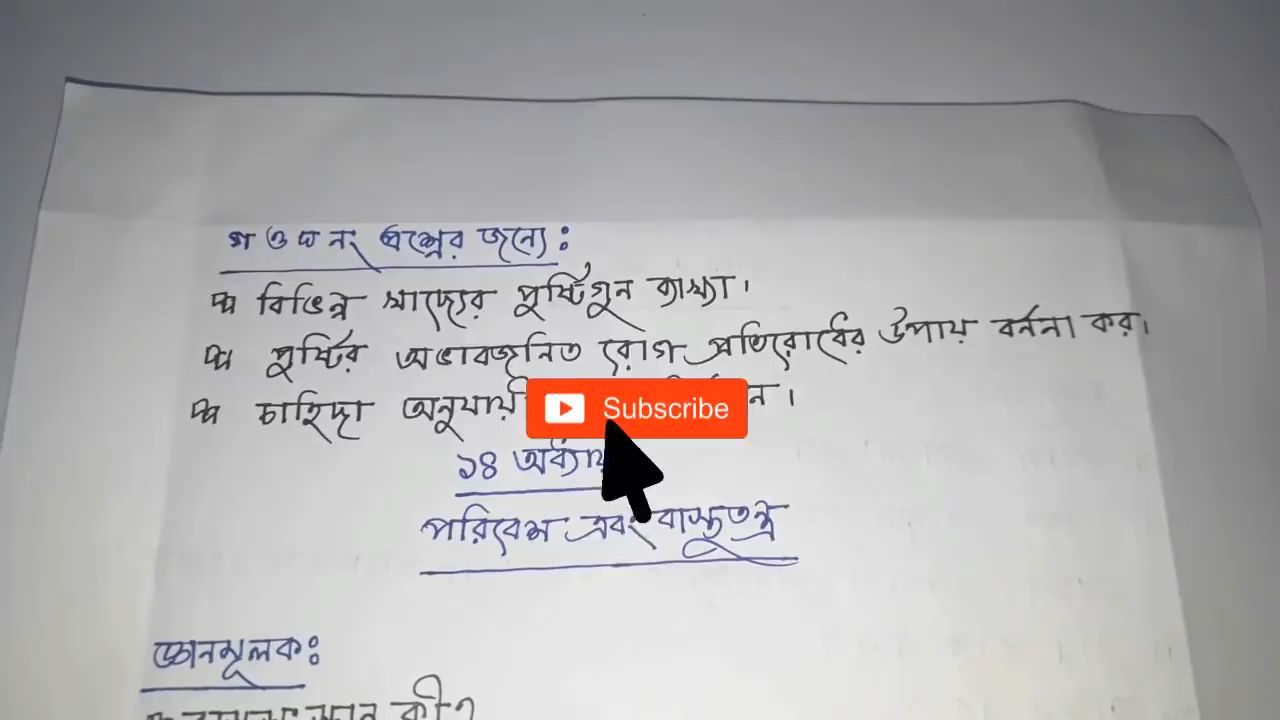 গ ও ঘ নং প্রশ্নের জন্যে:
বিভিন্ন খাদ্যের পুষ্টিগুন ব্যাখ্যা।
পুষ্টির অভাবজনিত রোগ প্রতিরোধের উপায় বর্ননা কর।
চাহিদা অনুযায়ী
Subscribe
১৪ অধ্যায়
পরিবেশ এবং বাস্তুতন্ত্র
জ্ঞানমূলক:
কী?